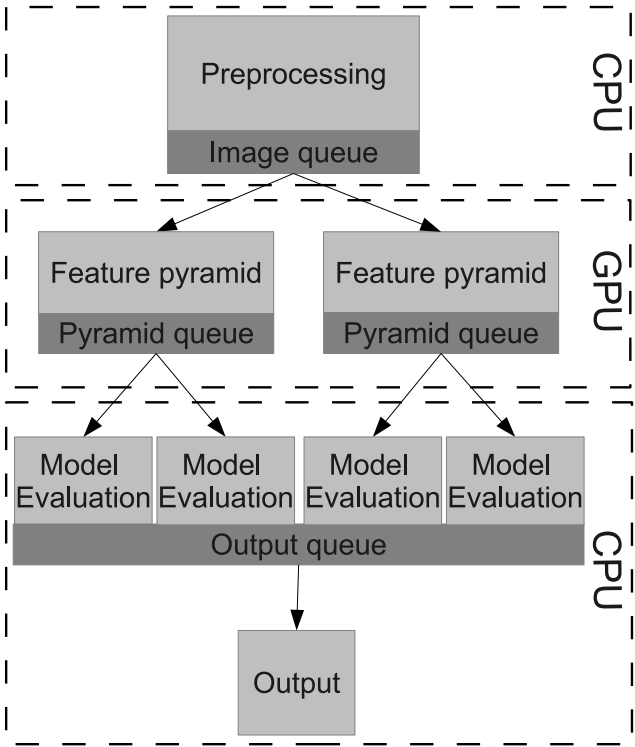 Preprocessing
Image queue
CPU
Feature pyramid
Pyramid queue
Feature pyramid
Pyramid queue
GPU
Model
Evaluation
Model
Evaluation
Model
Evaluation
Model
Evaluation
Output queue
CPU
Output